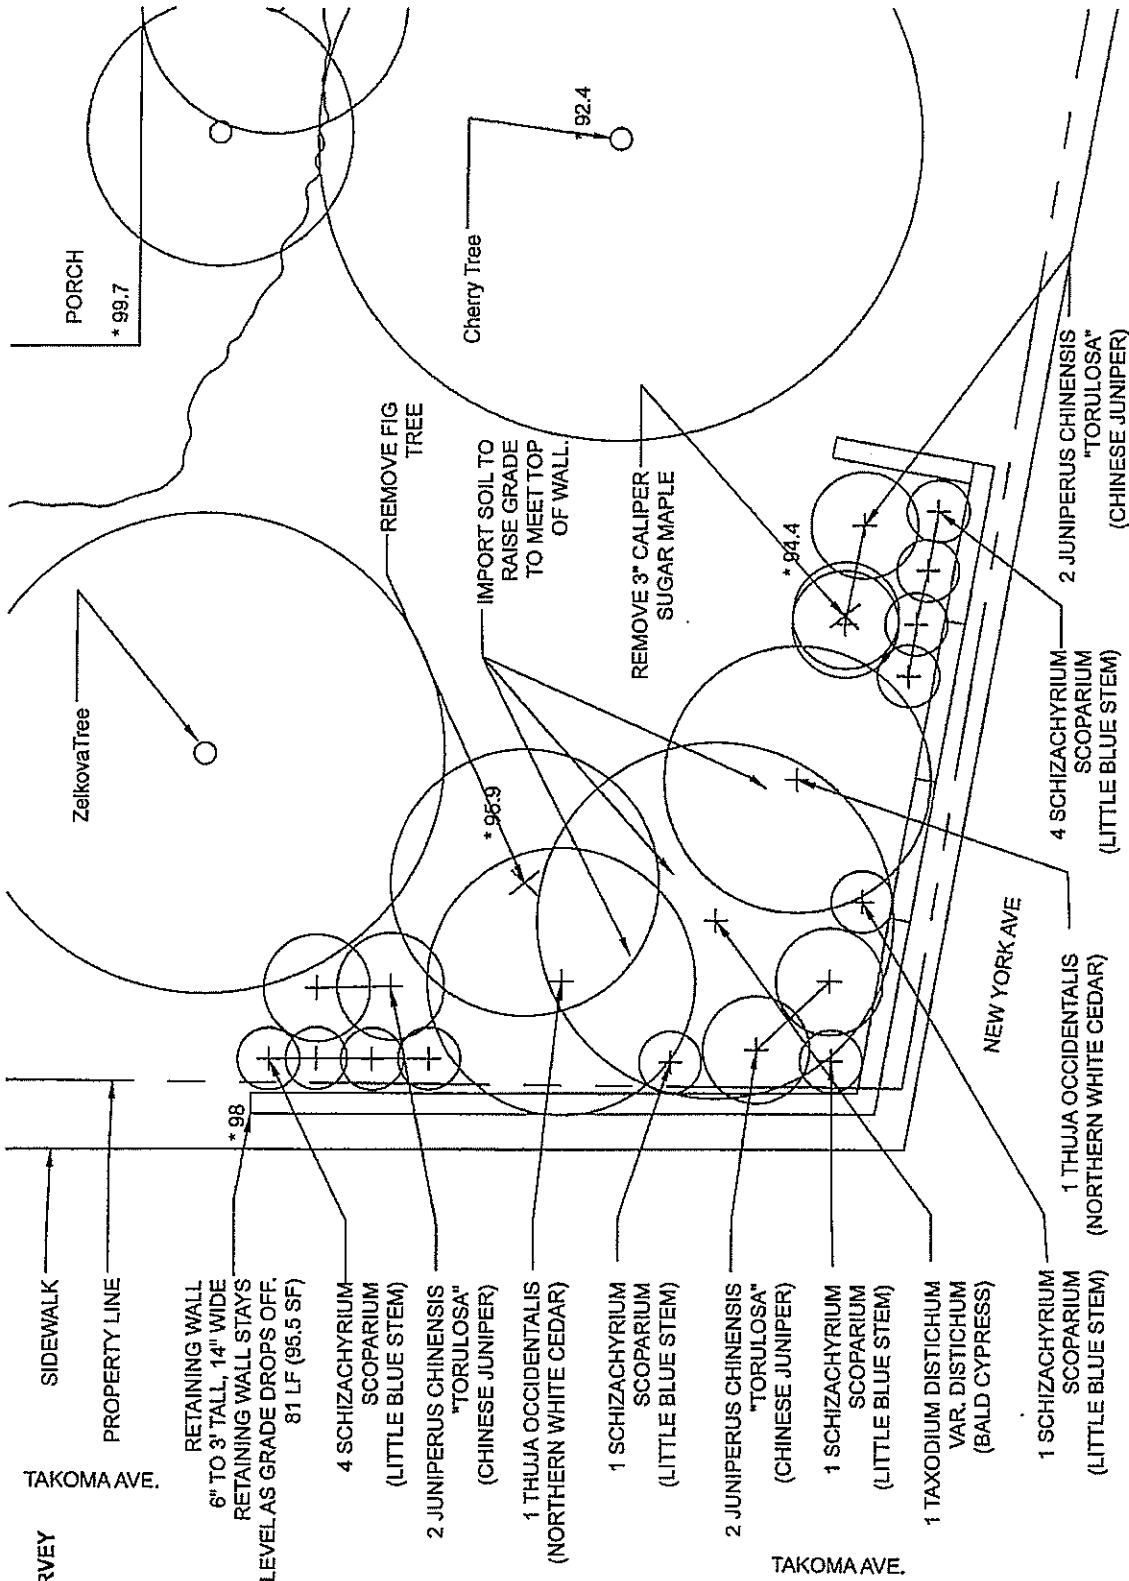 PORCH
* 99.7
* 92.4
Cherry Tree
ZelkovaTree
REMOVE FIG
TREE
IMPORT SOIL TO
RAISE GRADE
TO MEET TOP
OF WALL.
REMOVE 3" CALIPER
SUGAR MAPLE
* 94.4
* 95.9
* 98
SIDEWALK
PROPERTY LINE
TAKOMA AVE.
RVEY
RETAINING WALL
6" TO 3' TALL, 14" WIDE
RETAINING WALL STAYS
LEVEL AS GRADE DROPS OFF.
81 LF (95.5 SF)
4 SCHIZACHYRIUM
SCOPARIUM
(LITTLE BLUE STEM)
2 JUNIPERUS CHINENSIS
"TORULOSA"
(CHINESE JUNIPER)
1 THUJA OCCIDENTALIS
(NORTHERN WHITE CEDAR)
1 SCHIZACHYRIUM
SCOPARIUM
(LITTLE BLUE STEM)
2 JUNIPERUS CHINENSIS
"TORULOSA"
(CHINESE JUNIPER)
1 SCHIZACHYRIUM
SCOPARIUM
(LITTLE BLUE STEM)
1 TAXODIUM DISTICHUM
VAR. DISTICHUM
(BALD CYPRESS)
1 SCHIZACHYRIUM
SCOPARIUM
(LITTLE BLUE STEM)
1 THUJA OCCIDENTALIS
(NORTHERN WHITE CEDAR)
4 SCHIZACHYRIUM
SCOPARIUM
(LITTLE BLUE STEM)
2 JUNIPERUS CHINENSIS
"TORULOSA"
(CHINESE JUNIPER)
NEW YORK AVE
TAKOMA AVE.